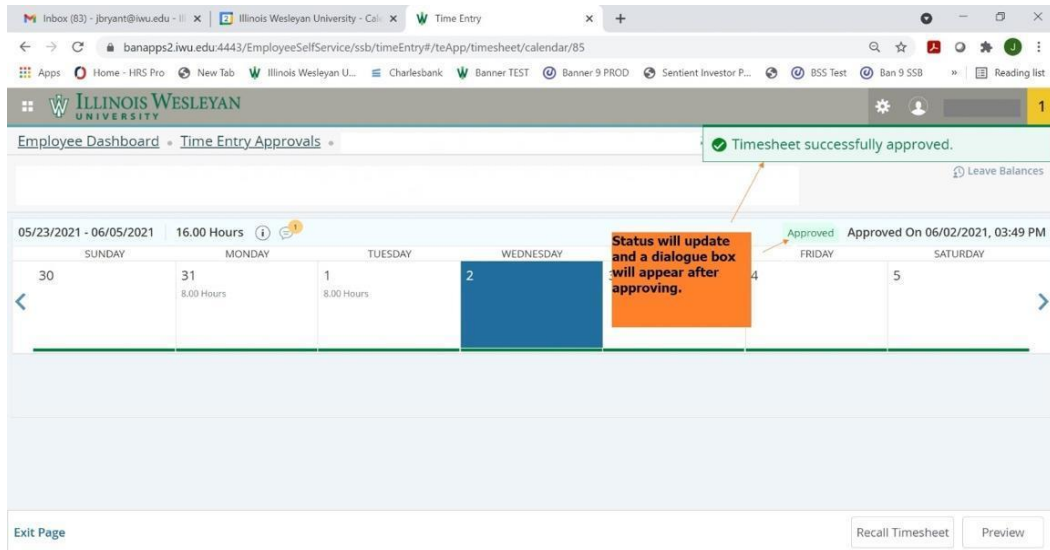 Inbox (83) - jbryant@iwu.edu - Il
Illinois Wesleyan University - Cale
Time Entry
banapps2.iwu.edu:4443/EmployeeSelfService/ssb/timeEntry#/teApp/timesheet/calendar/85
Apps Home - HRS Pro New Tab Illinois Wesleyan U... Charlesbank Banner TEST Banner 9 PROD Sentient Investor P... BSS Test Ban 9 SSB » Reading list
ILLINOIS WESLEYAN 1
UNIVERSITY
Employee Dashboard • Time Entry Approvals •
Timesheet successfully approved.
Leave Balances
05/23/2021 - 06/05/2021 16.00 Hours 1 Approved Approved On 06/02/2021, 03:49 PM
SUNDAY MONDAY TUESDAY WEDNESDAY FRIDAY SATURDAY
30 31 1 2 4 5
8.00 Hours 8.00 Hours
Status will update
and a dialogue box
will appear after
approving.
Exit Page Recall Timesheet Preview